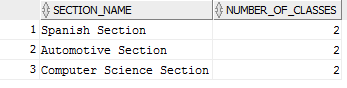 SECTION_NAME NUMBER_OF_CLASSES
1 Spanish Section 2
2 Automotive Section 2
3 Computer Science Section 2